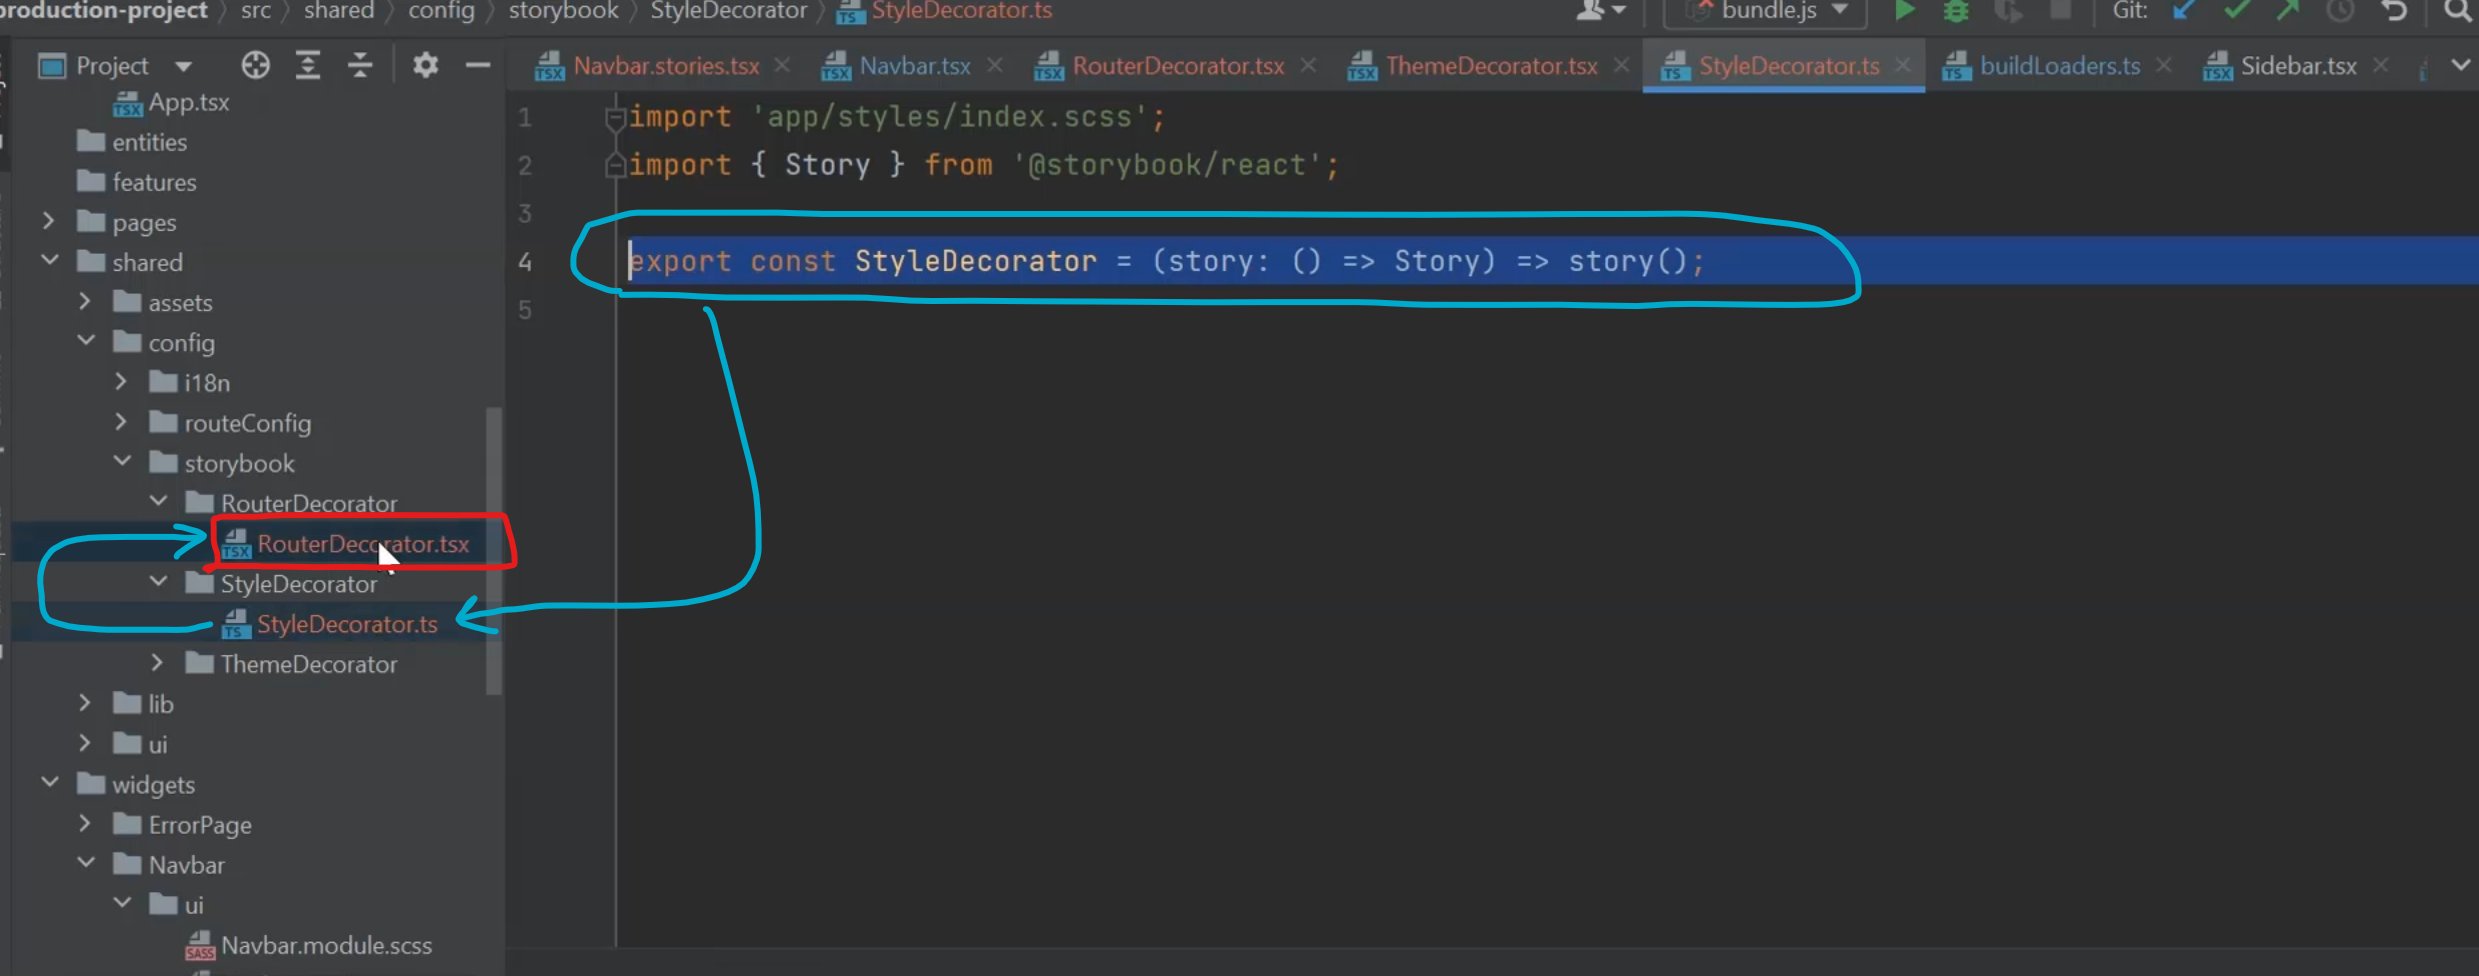 production-project src shared config storybook StyleDecorator StyleDecorator.ts bundle.js Git:
Project
Navbar.stories.tsx Navbar.tsx RouterDecorator.tsx ThemeDecorator.tsx StyleDecorator.ts buildLoaders.ts Sidebar.tsx
App.tsx
entities
features
pages
shared
assets
config
i18n
routeConfig
storybook
RouterDecorator
RouterDecorator.tsx
StyleDecorator
StyleDecorator.ts
ThemeDecorator
lib
ui
widgets
ErrorPage
Navbar
ui
Navbar.module.scss
1 import 'app/styles/index.scss';
2 import { Story } from '@storybook/react';
3
4 export const StyleDecorator = (story: () => Story) => story();
5